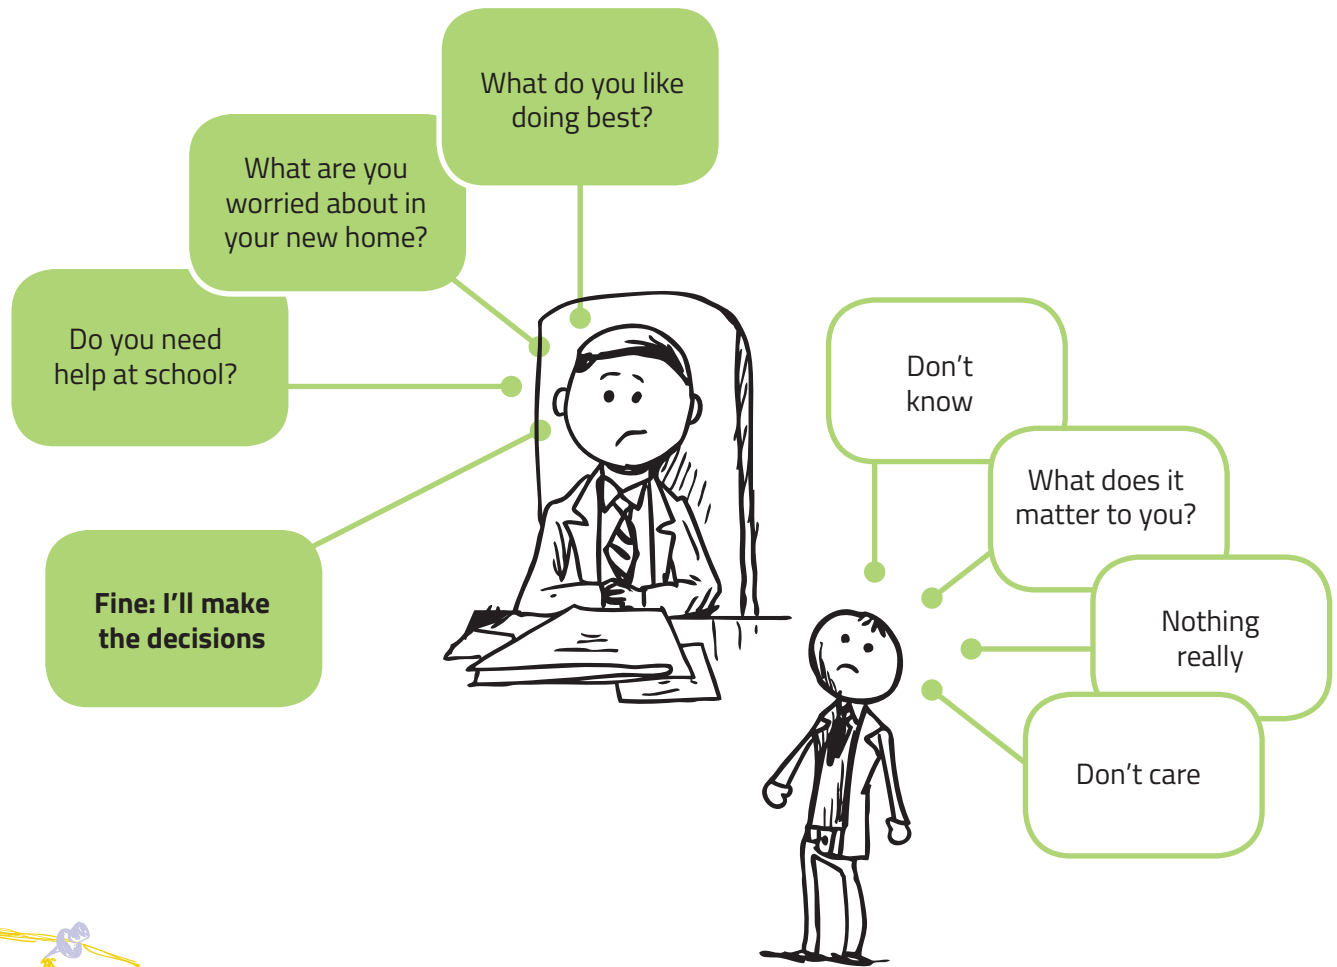 What do you like
doing best?
What are you
worried about in
your new home?
Do you need
help at school?
Fine: I'll make
the decisions
Don't
know
What does it
matter to you?
Nothing
really
Don't care